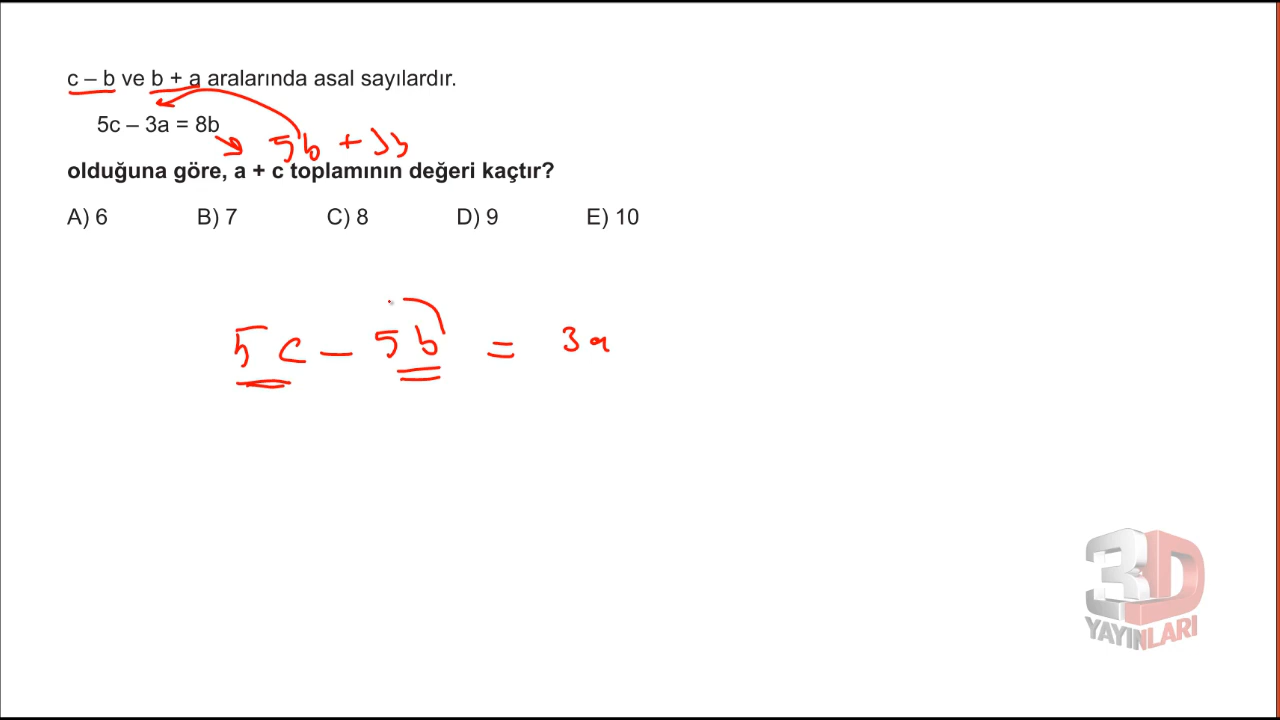 c – b ve b + a aralarında asal sayılardır.
5c – 3a = 8b
5b + 3b
olduğuna göre, a + c toplamının değeri kaçtır?
A) 6 B) 7 C) 8 D) 9 E) 10
5c – 5b = 3a
3D
YAYINLARI